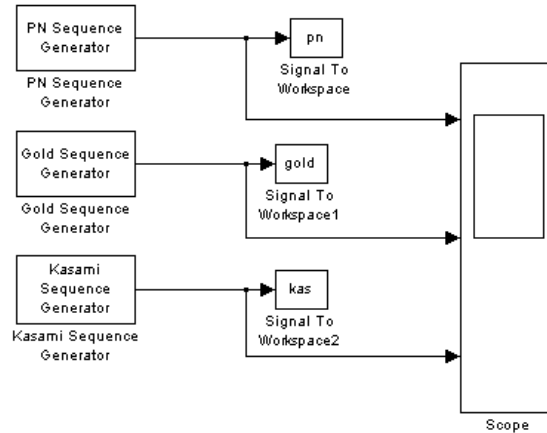 PN Sequence
Generator
PN Sequence
Generator
pn
Signal To
Workspace
Gold Sequence
Generator
Gold Sequence
Generator
gold
Signal To
Workspace1
Kasami
Sequence
Generator
Kasami Sequence
Generator
kas
Signal To
Workspace2
Scope